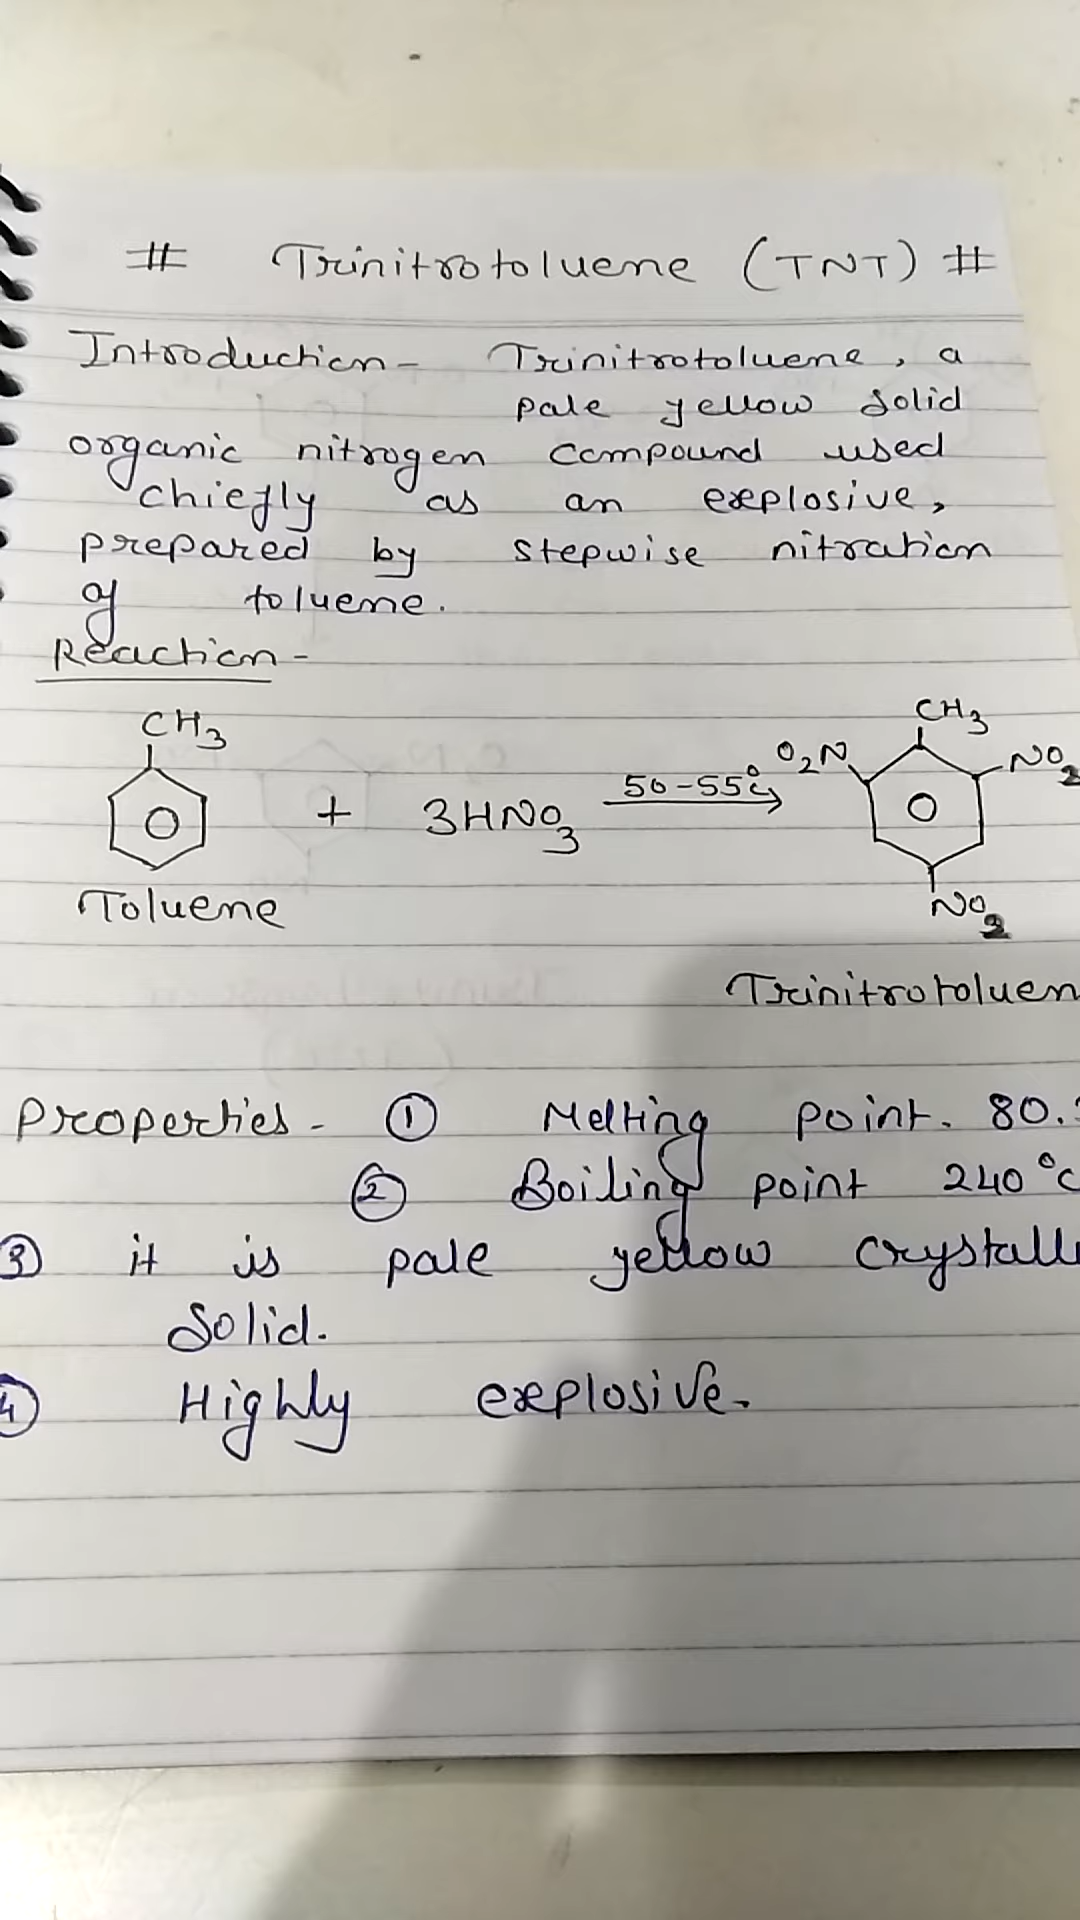 # Trinitrotoluene (TNT) #
Introduction- Trinitrotoluene, a
pale yellow solid
organic nitrogen compound used
chiefly as an explosive,
prepared by stepwise nitration
of toluene.
Reaction-
CH3 + 3HNO3 50-55°C CH3 O2N NO2 NO2
Toluene
Trinitrotoluen
Properties- ① Melting point. 80.
② Boiling point 240°C
③ it is pale yellow crystall
Solid.
④ Highly explosive.